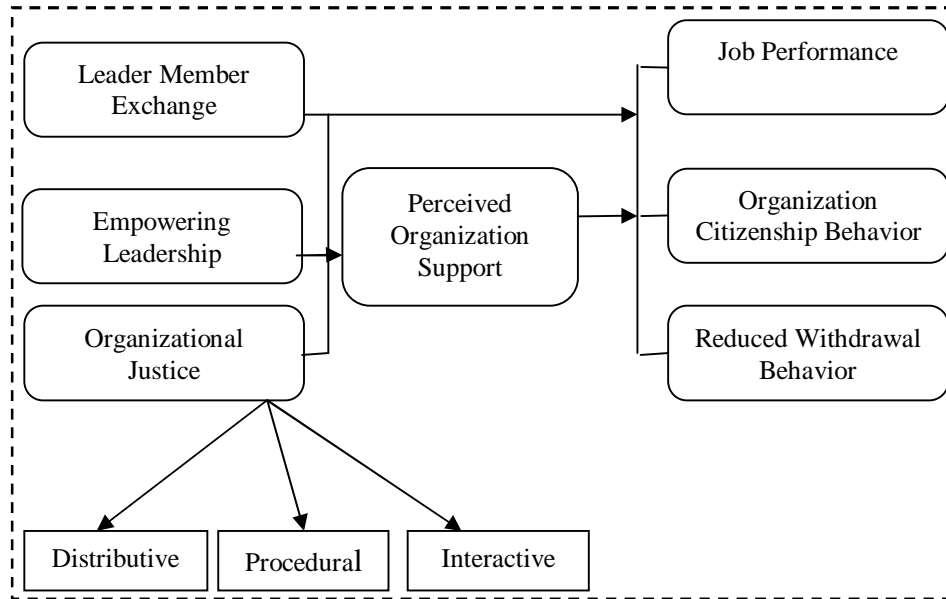 Leader Member
Exchange
Empowering
Leadership
Organizational
Justice
Perceived
Organization
Support
Job Performance
Organization
Citizenship Behavior
Reduced Withdrawal
Behavior
Distributive
Procedural
Interactive